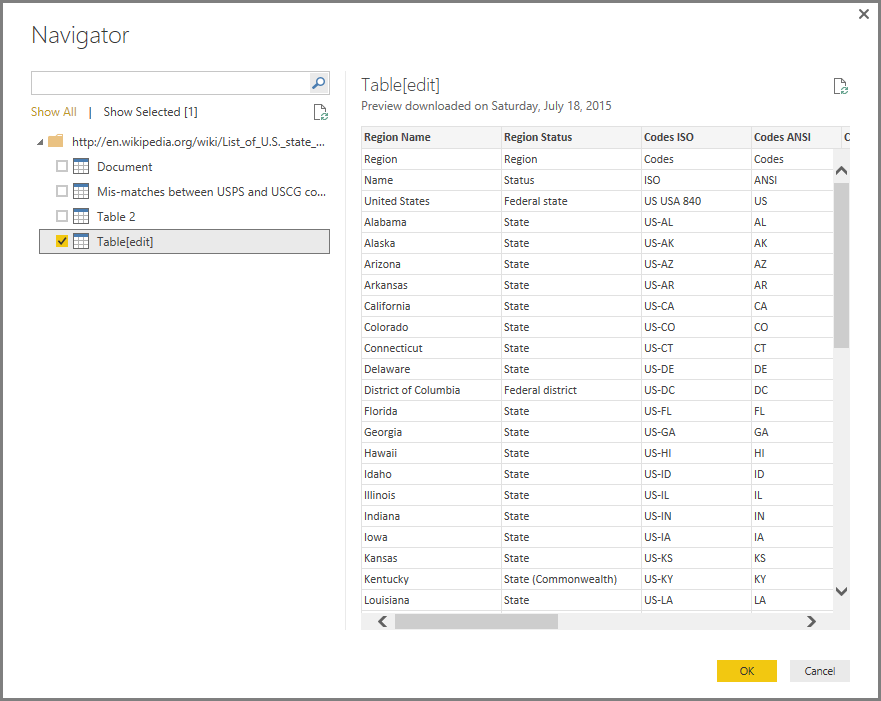 Navigator
Show All | Show Selected [1]
http://en.wikipedia.org/wiki/List_of_U.S._state_...
Document
Mis-matches between USPS and USCG co...
Table 2
Table[edit]
Table[edit]
Preview downloaded on Saturday, July 18, 2015
Region Name Region Status Codes ISO Codes ANSI C
Region Region Codes Codes
Name Status ISO ANSI
United States Federal state US USA 840 US
Alabama State US-AL AL
Alaska State US-AK AK
Arizona State US-AZ AZ
Arkansas State US-AR AR
California State US-CA CA
Colorado State US-CO CO
Connecticut State US-CT CT
Delaware State US-DE DE
District of Columbia Federal district US-DC DC
Florida State US-FL FL
Georgia State US-GA GA
Hawaii State US-HI HI
Idaho State US-ID ID
Illinois State US-IL IL
Indiana State US-IN IN
Iowa State US-IA IA
Kansas State US-KS KS
Kentucky State (Commonwealth) US-KY KY
Louisiana State US-LA LA
OK Cancel